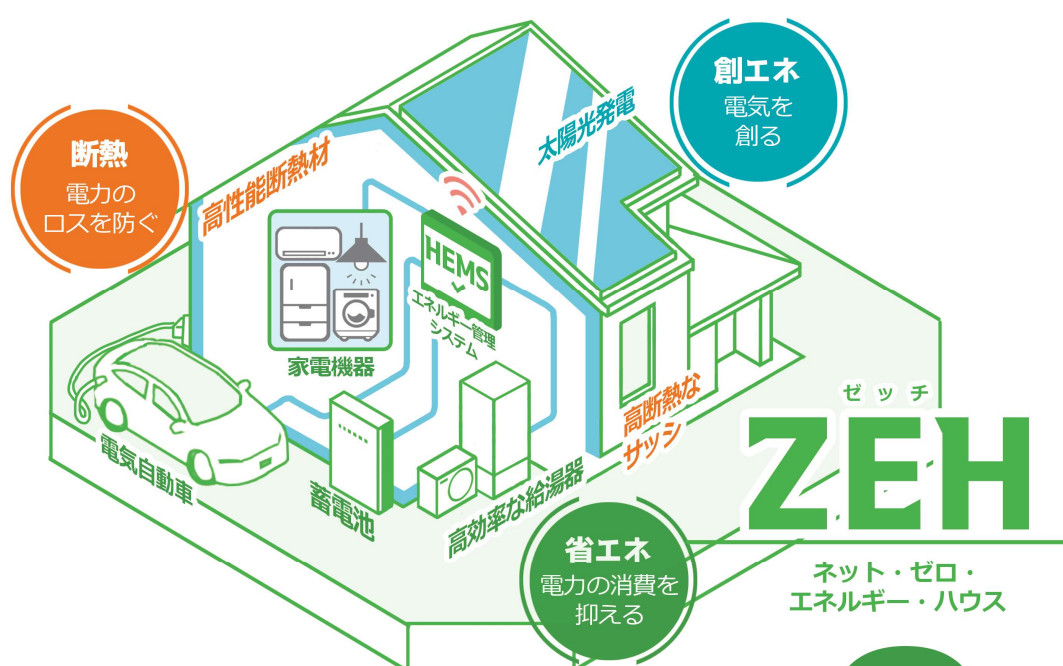 創エネ
電気を
創る
太陽光発電
断熱
電力の
ロスを防ぐ
高性能断熱材
HEMS
エネルギー管理
システム
家電機器
電気自動車
蓄電池
高効率な給湯器
高断熱な
サッシ
省エネ
電力の消費を
抑える
ゼッチ
ZEH
ネット・ゼロ・
エネルギー・ハウス